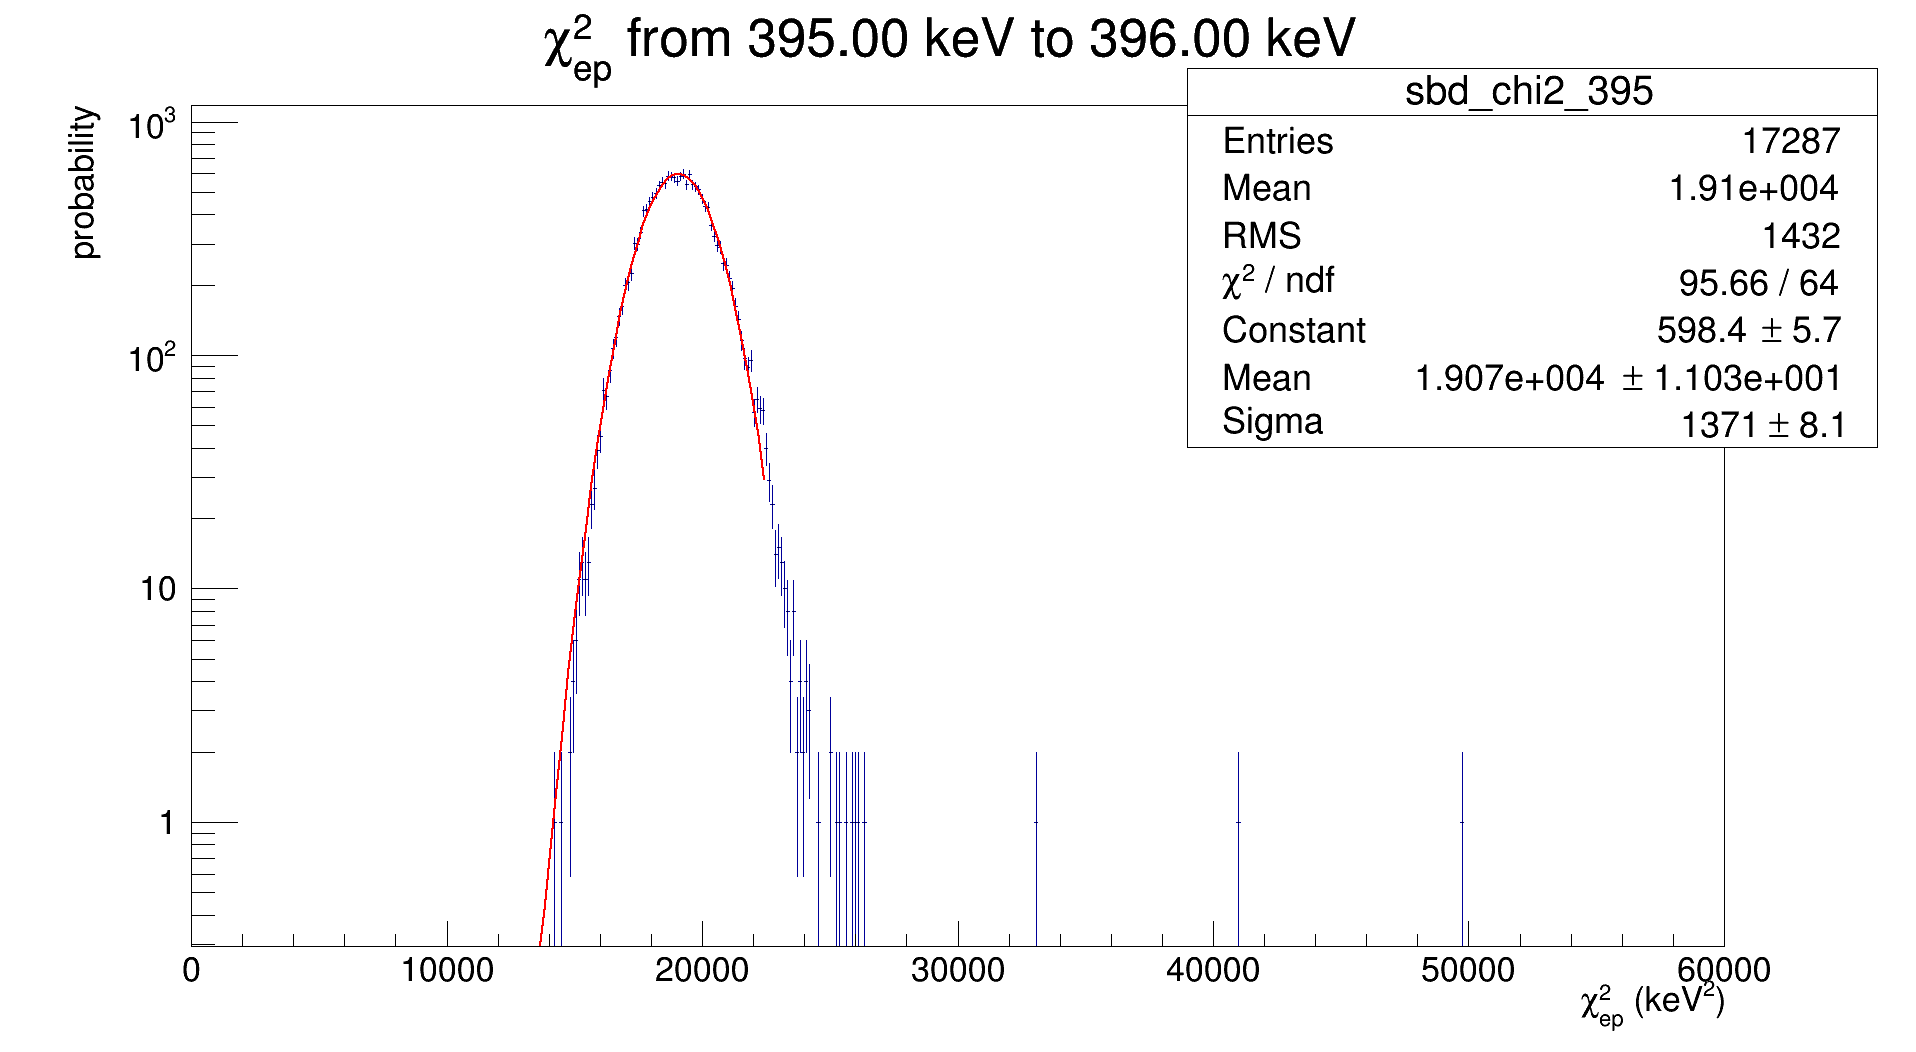 χ²ep from 395.00 keV to 396.00 keV
sbd_chi2_395
Entries 17287
Mean 1.91e+004
RMS 1432
χ² / ndf 95.66 / 64
Constant 598.4 ± 5.7
Mean 1.907e+004 ± 1.103e+001
Sigma 1371 ± 8.1
probability
10³
10²
10
1
0 10000 20000 30000 40000 50000 60000
χ²ep (keV²)